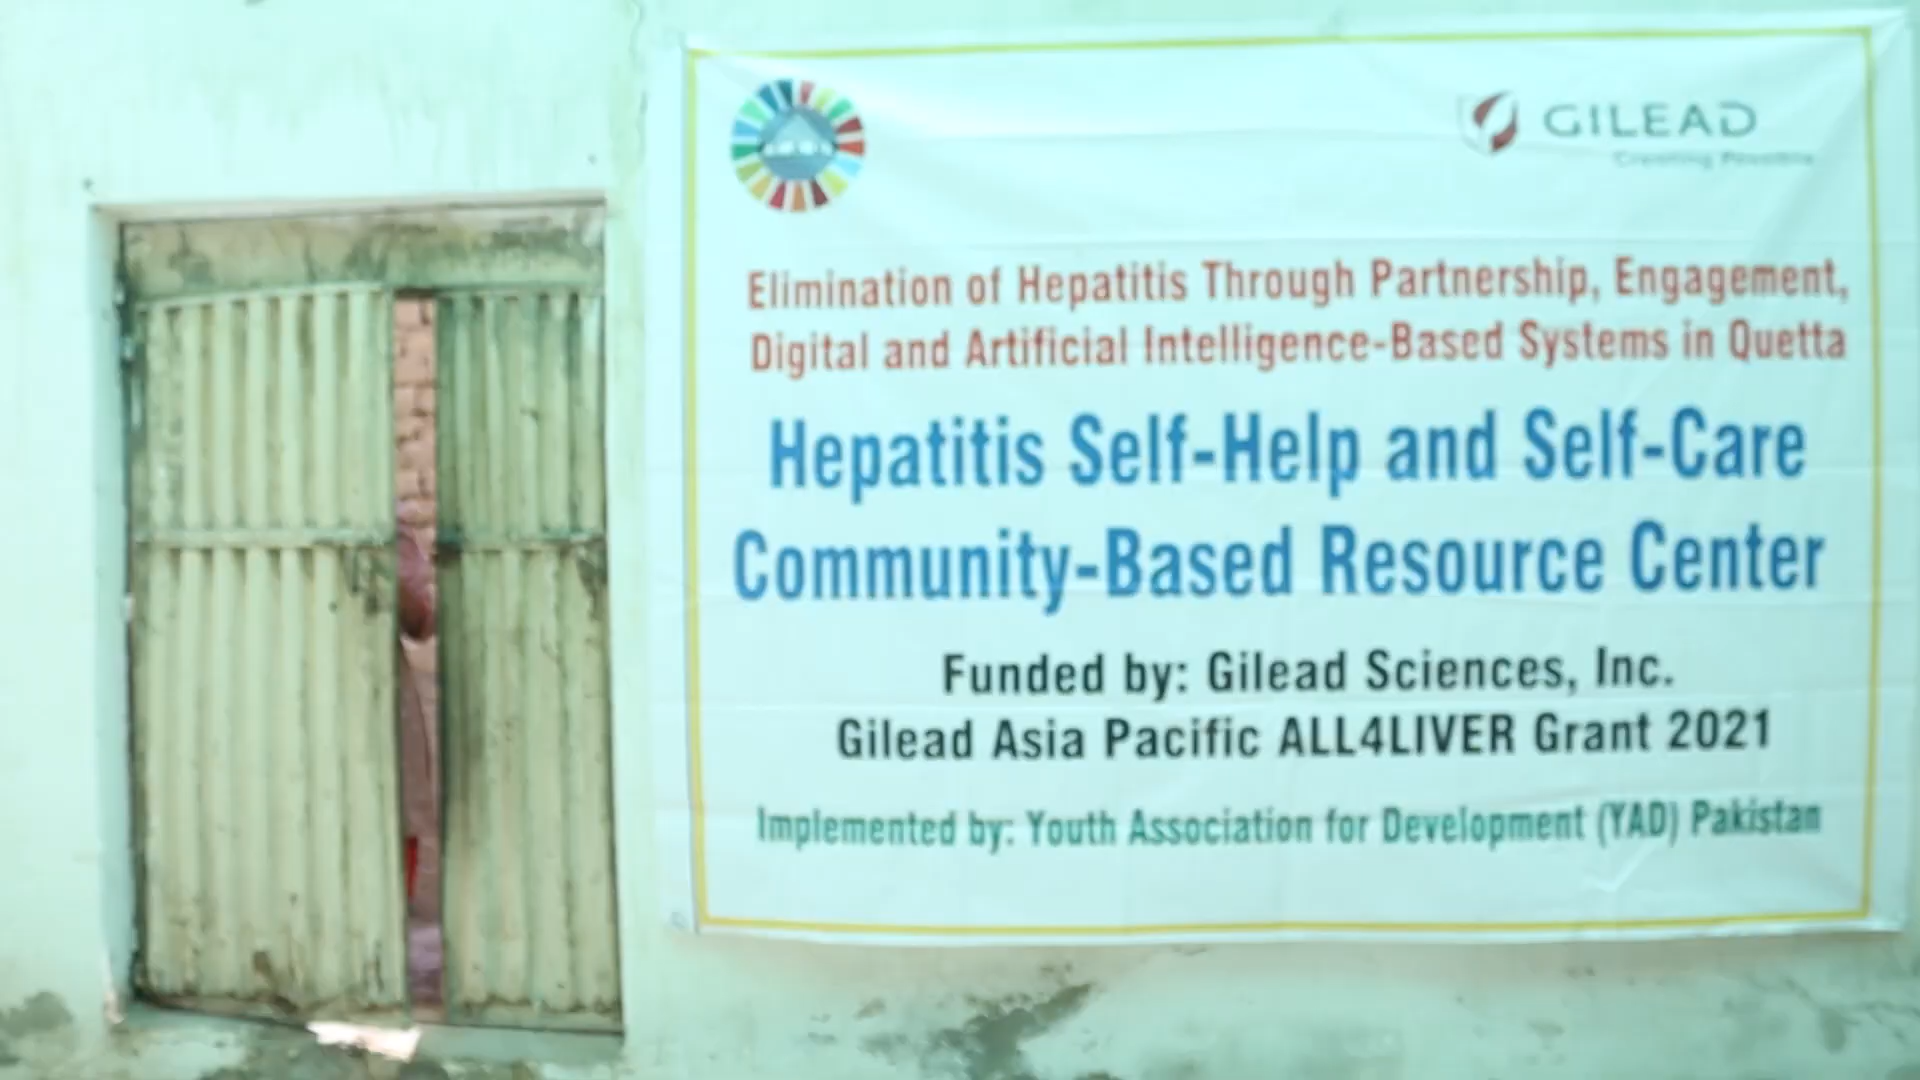 GILEAD
Creating Possible
Elimination of Hepatitis Through Partnership, Engagement,
Digital and Artificial Intelligence-Based Systems in Quetta
Hepatitis Self-Help and Self-Care
Community-Based Resource Center
Funded by: Gilead Sciences, Inc.
Gilead Asia Pacific ALL4LIVER Grant 2021
Implemented by: Youth Association for Development (YAD) Pakistan